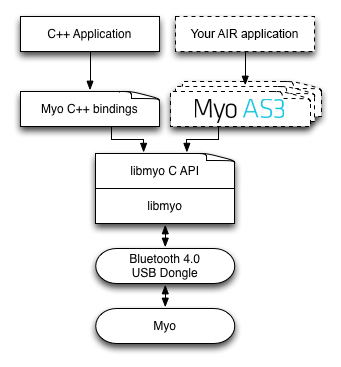 C++ Application
Your AIR application
Myo C++ bindings
Myo AS3
libmyo C API
libmyo
Bluetooth 4.0
USB Dongle
Myo